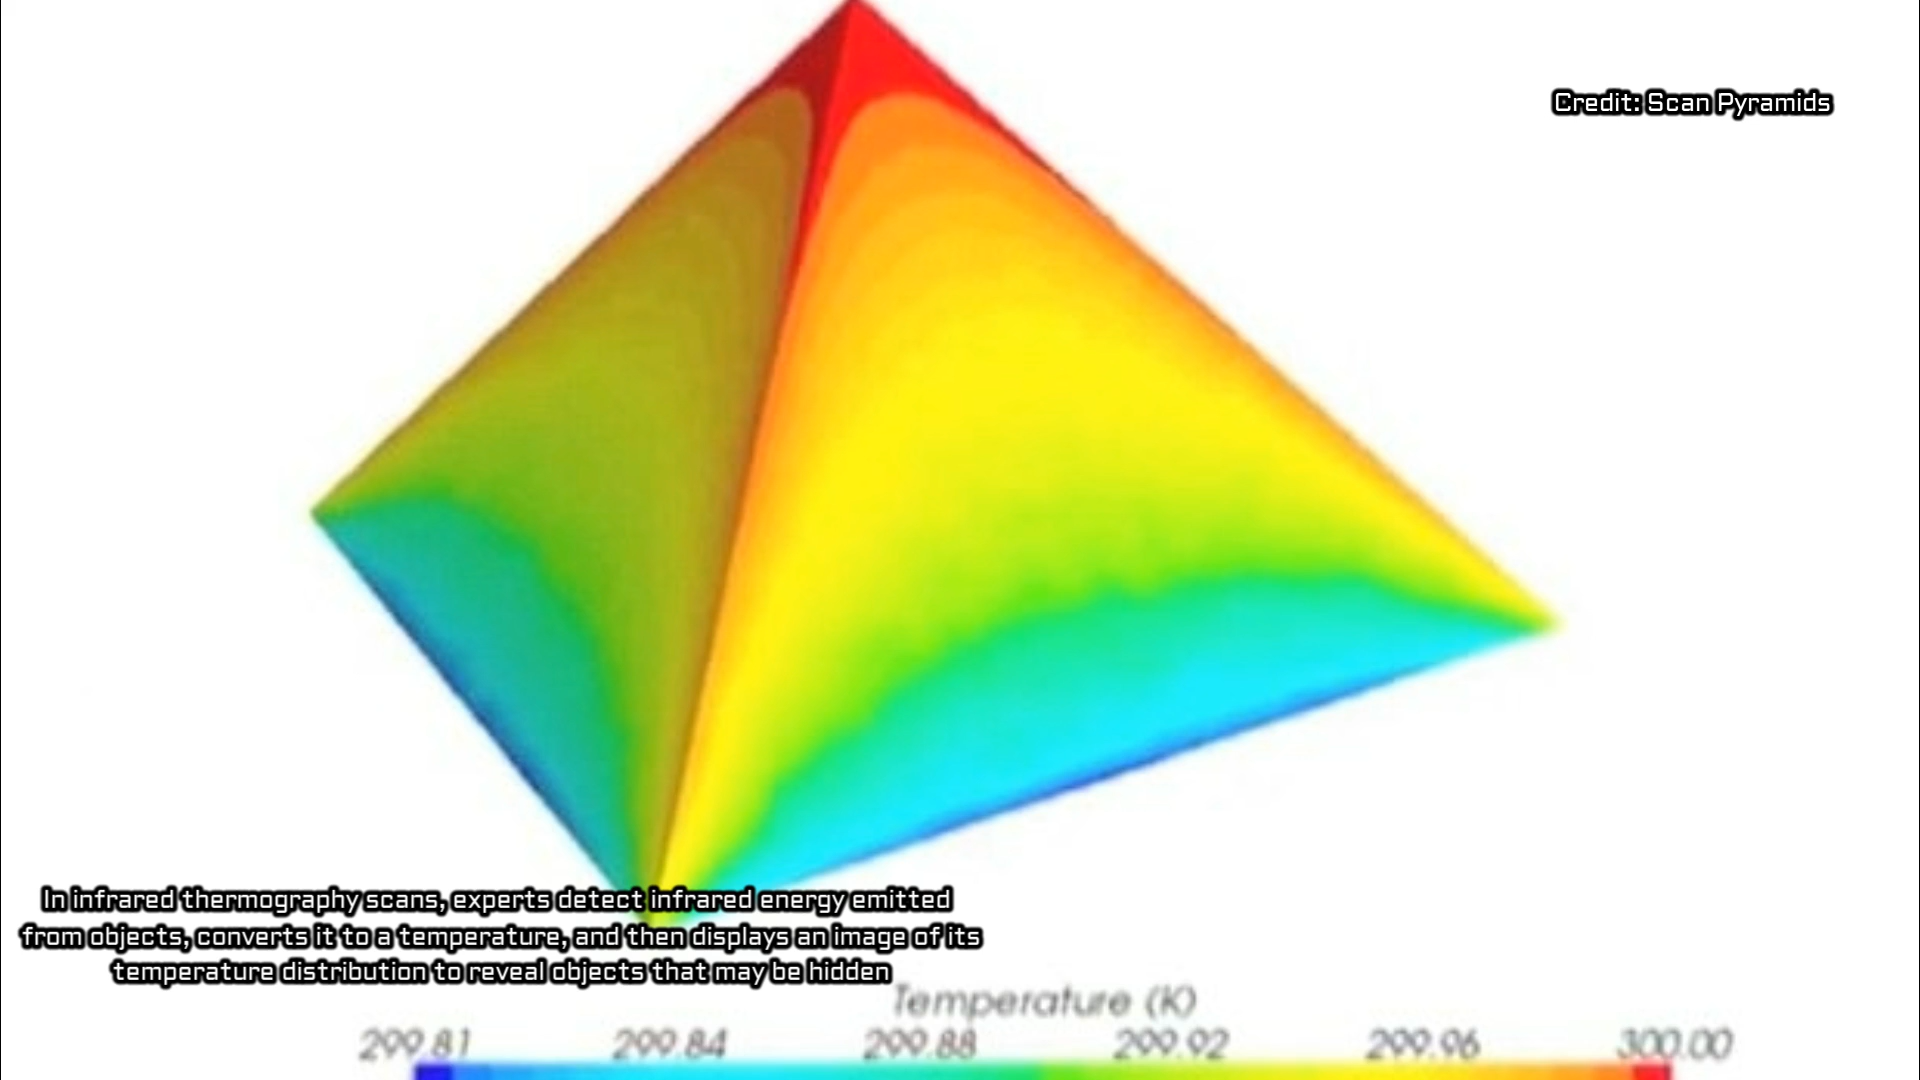 Credit: Scan Pyramids
In infrared thermography scans, experts detect infrared energy emitted
from objects, converts it to a temperature, and then displays an image of its
temperature distribution to reveal objects that may be hidden
Temperature (K)
299.81 299.84 299.88 299.92 299.96 300.00